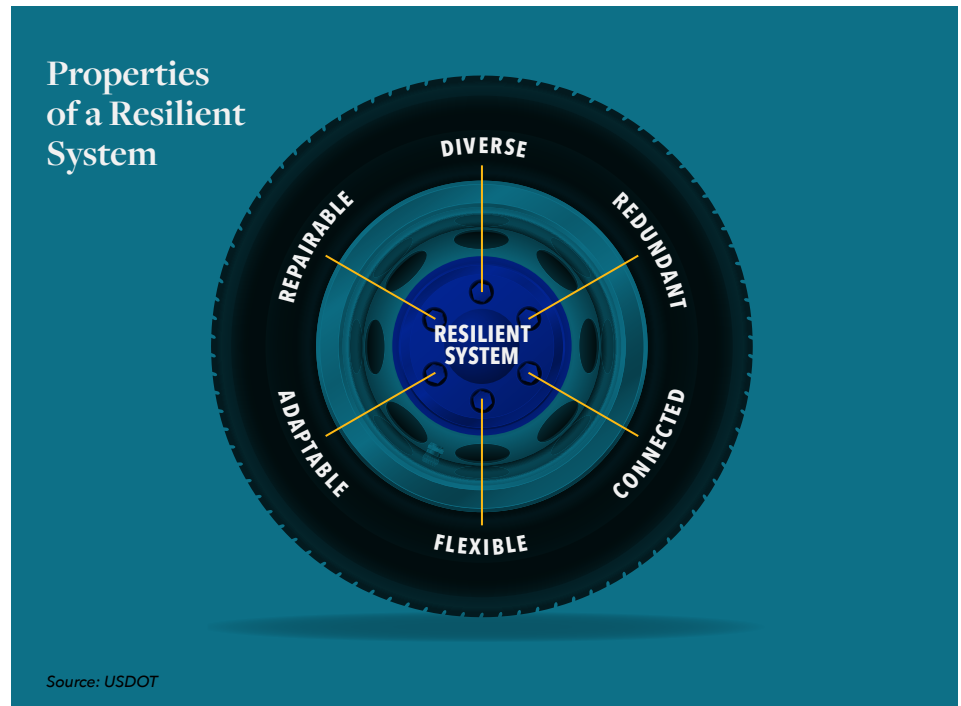 Properties
of a Resilient
System
DIVERSE
REDUNDANT
CONNECTED
FLEXIBLE
ADAPTABLE
REPAIRABLE
RESILIENT
SYSTEM
Source: USDOT